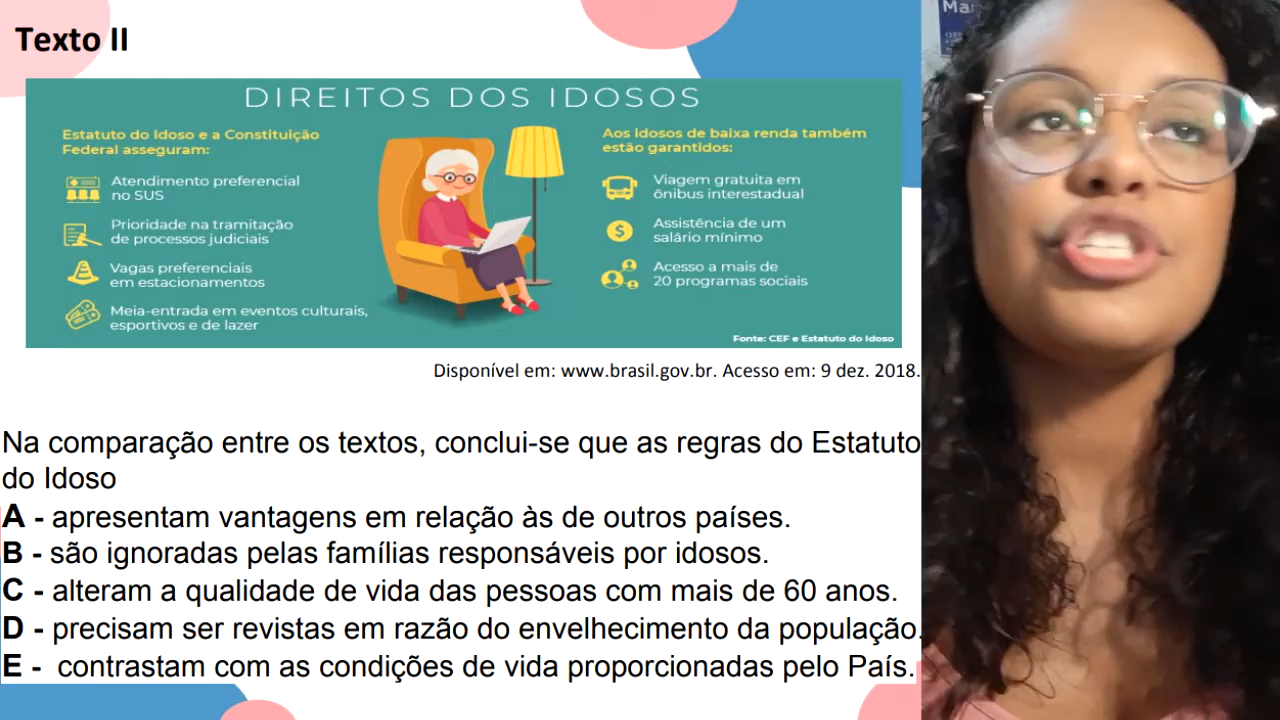 Texto II
DIREITOS DOS IDOSOS
Estatuto do Idoso e a Constituição
Federal asseguram:
Atendimento preferencial
no SUS
Prioridade na tramitação
de processos judiciais
Vagas preferenciais
em estacionamentos
Meia-entrada em eventos culturais,
esportivos e de lazer
Aos idosos de baixa renda também
estão garantidos:
Viagem gratuita em
ônibus interestadual
Assistência de um
salário mínimo
Acesso a mais de
20 programas sociais
Fonte: CEF e Estatuto do Idoso
Disponível em: www.brasil.gov.br. Acesso em: 9 dez. 2018.
Na comparação entre os textos, conclui-se que as regras do Estatuto
do Idoso
A - apresentam vantagens em relação às de outros países.
B - são ignoradas pelas famílias responsáveis por idosos.
C - alteram a qualidade de vida das pessoas com mais de 60 anos.
D - precisam ser revistas em razão do envelhecimento da população.
E - contrastam com as condições de vida proporcionadas pelo País.